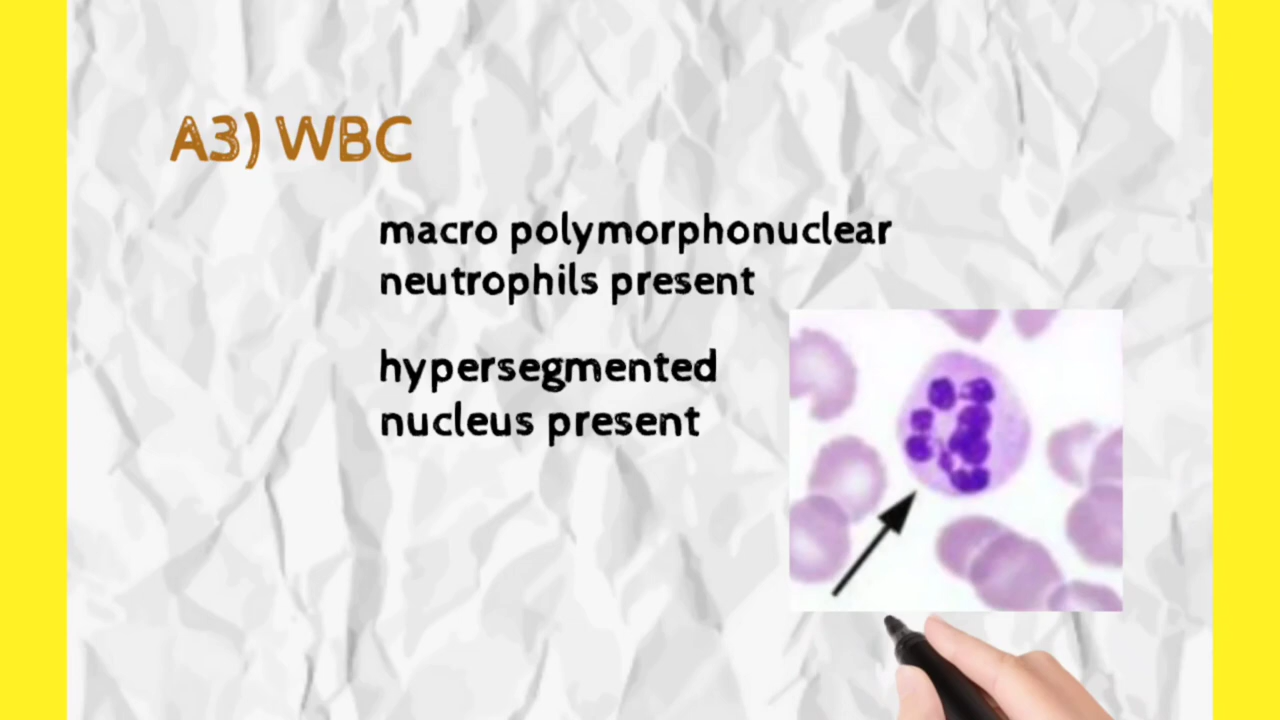 A3) WBC
macro polymorphonuclear
neutrophils present
hypersegmented
nucleus present